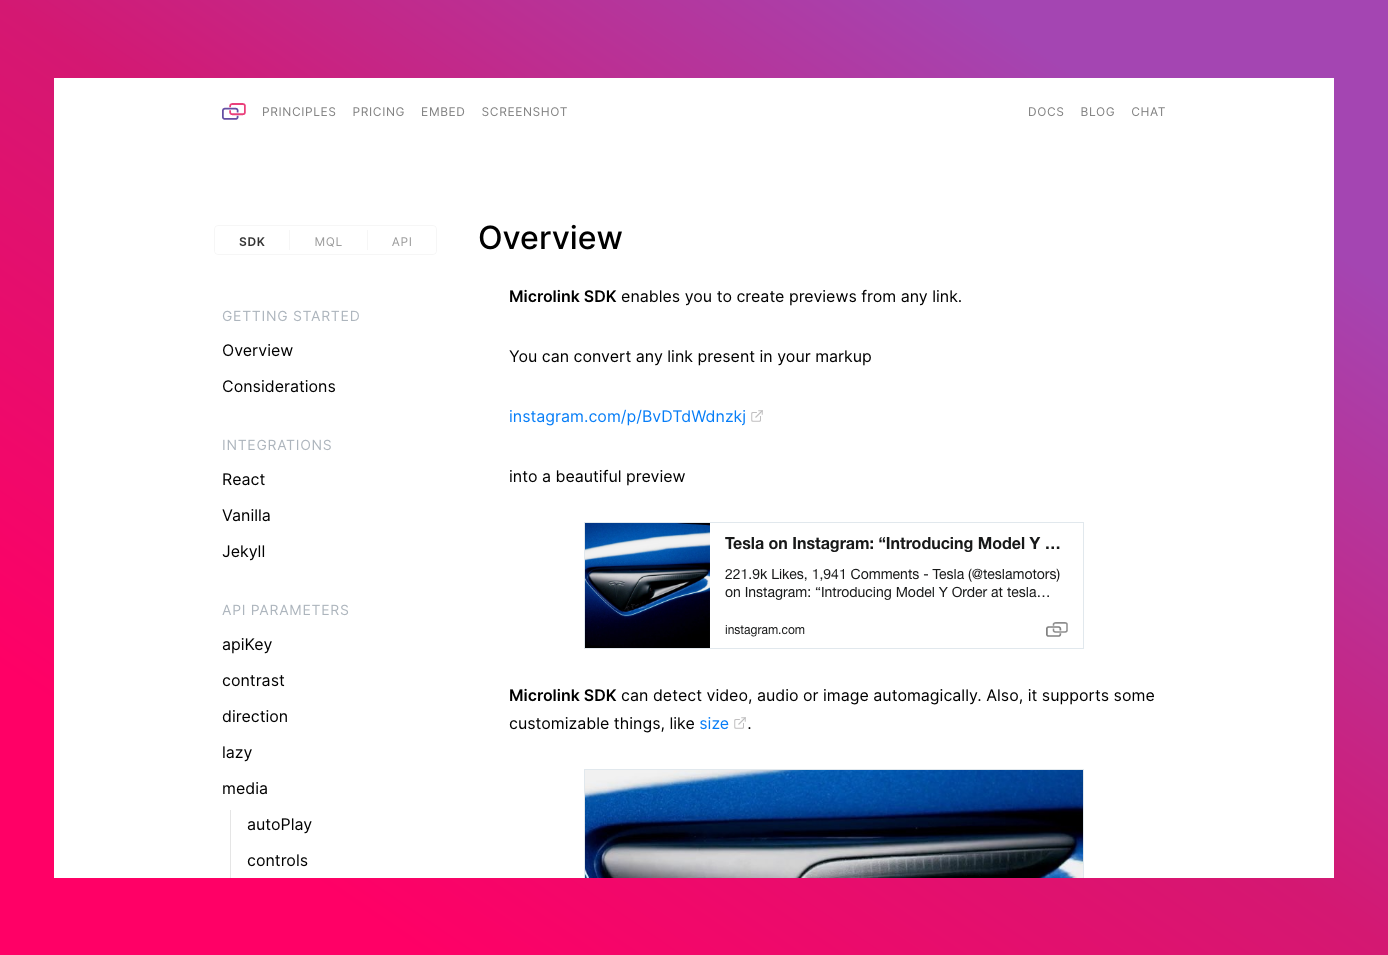 PRINCIPLES PRICING EMBED SCREENSHOT DOCS BLOG CHAT
SDK MQL API
GETTING STARTED
Overview
Considerations
INTEGRATIONS
React
Vanilla
Jekyll
API PARAMETERS
apiKey
contrast
direction
lazy
media
autoPlay
controls
Overview
Microlink SDK enables you to create previews from any link.
You can convert any link present in your markup
instagram.com/p/BvDTdWdnzkj
into a beautiful preview
Tesla on Instagram: “Introducing Model Y ...
221.9k Likes, 1,941 Comments - Tesla (@teslamotors)
on Instagram: “Introducing Model Y Order at tesla...
instagram.com
Microlink SDK can detect video, audio or image automagically. Also, it supports some
customizable things, like size.